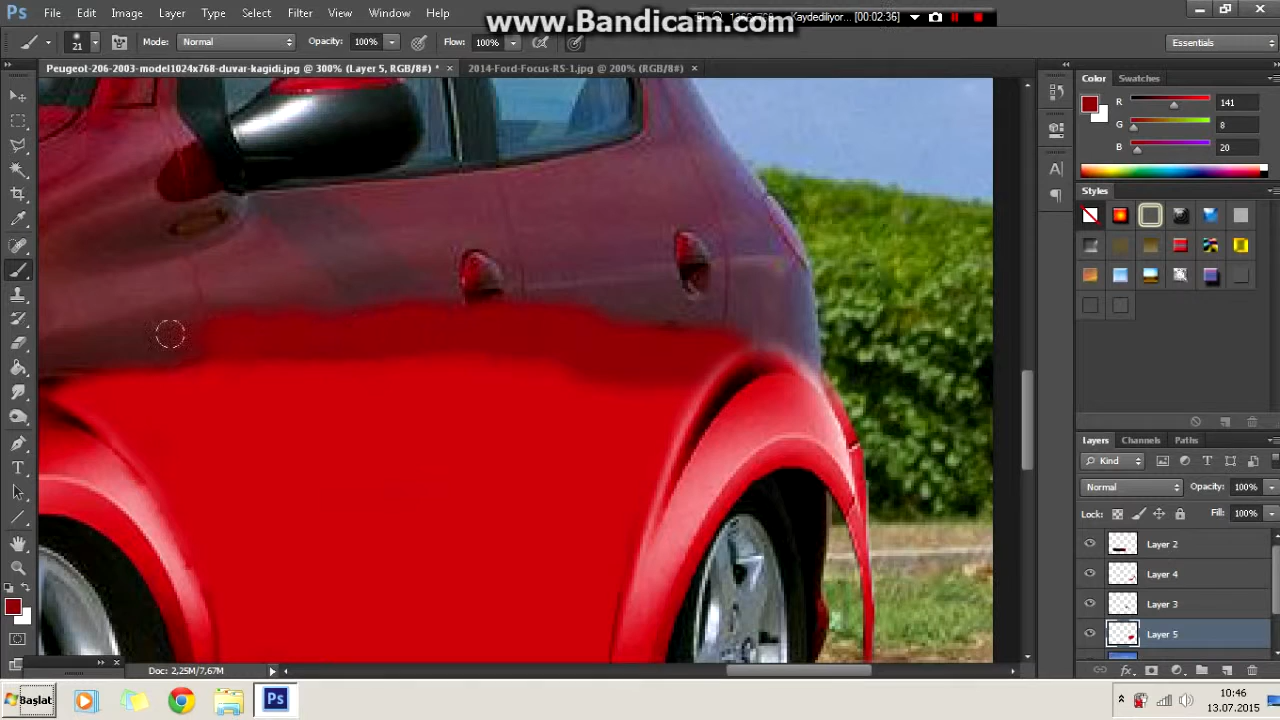 www.Bandicam.com
Ps File Edit Image Layer Type Select Filter View Window Help Kaydediliyor... [00:02:36]
21 Mode: Normal Opacity: 100% Flow: 100% Essentials
Peugeot-206-2003-model1024x768-duvar-kagidi.jpg @ 300% (Layer 5, RGB/8#) * × 2014-Ford-Focus-RS-1.jpg @ 200% (RGB/8#) ×
Color Swatches
R 141
G 8
B 20
Styles
Layers Channels Paths
Kind
Normal Opacity: 100%
Lock: Fill: 100%
Layer 2
Layer 4
Layer 3
Layer 5
Doc: 2,25M/7,67M
Başlat
10:46
13.07.2015